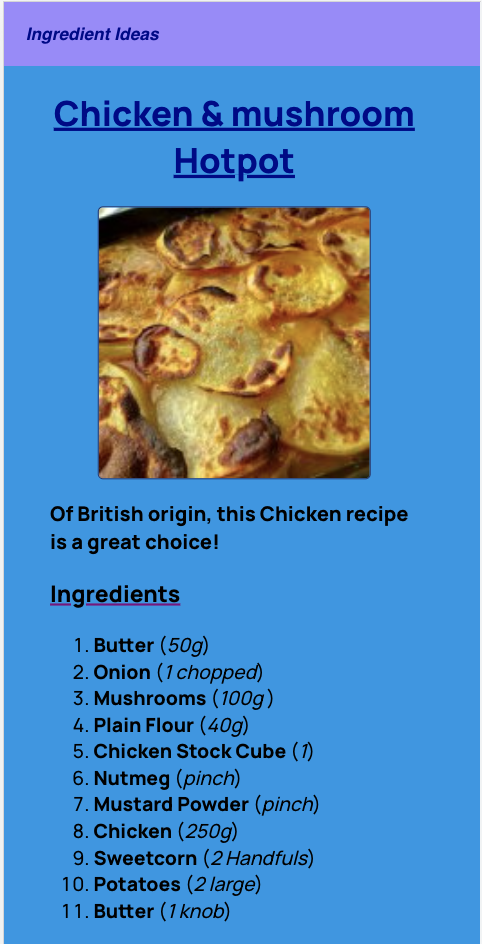 Ingredient Ideas
Chicken & mushroom
Hotpot
Of British origin, this Chicken recipe
is a great choice!
Ingredients
1. Butter (50g)
2. Onion (1 chopped)
3. Mushrooms (100g )
4. Plain Flour (40g)
5. Chicken Stock Cube (1)
6. Nutmeg (pinch)
7. Mustard Powder (pinch)
8. Chicken (250g)
9. Sweetcorn (2 Handfuls)
10. Potatoes (2 large)
11. Butter (1 knob)